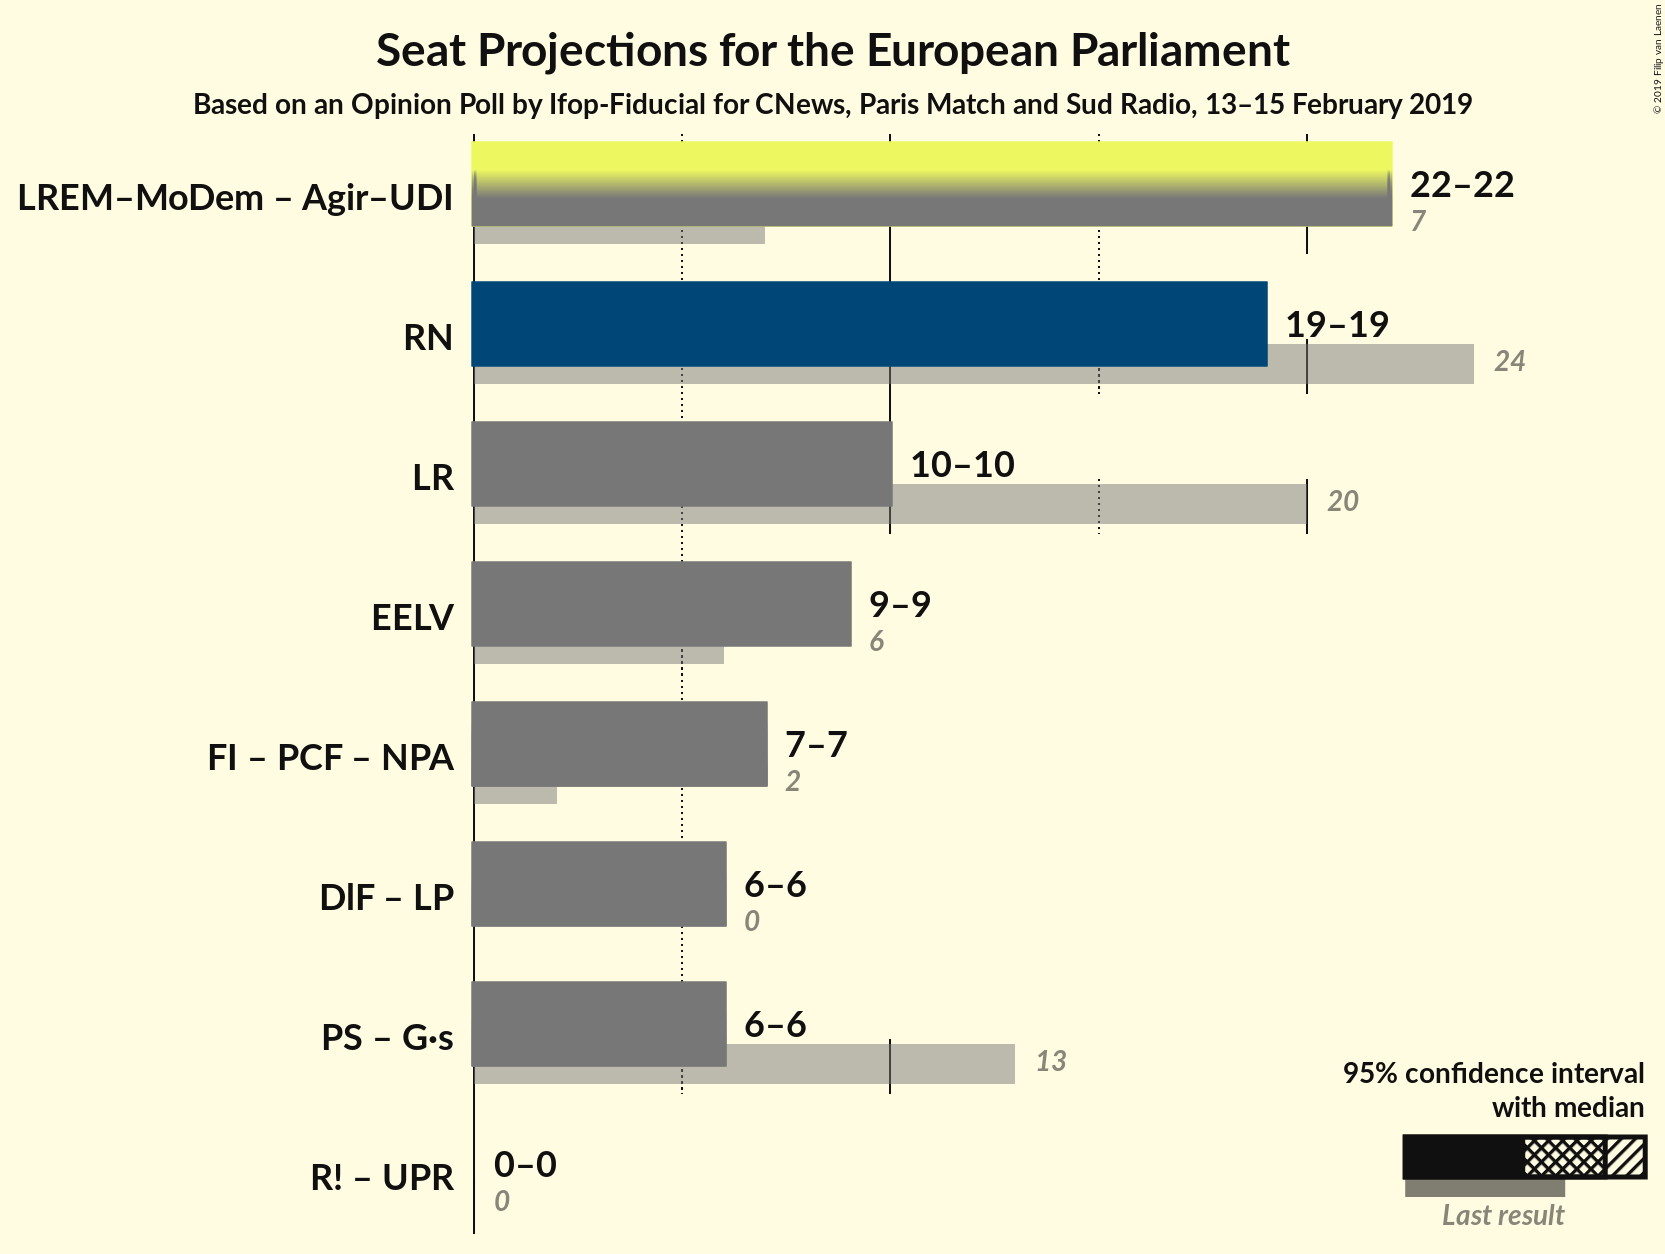 Seat Projections for the European Parliament
Based on an Opinion Poll by Ifop-Fiducial for CNews, Paris Match and Sud Radio, 13–15 February 2019
© 2019 Filip van Laenen
LREM–MoDem – Agir–UDI
22–22
7
RN
19–19
24
LR
10–10
20
EELV
9–9
6
FI – PCF – NPA
7–7
2
DlF – LP
6–6
0
PS – G·s
6–6
13
R! – UPR
0–0
0
95% confidence interval
with median
Last result